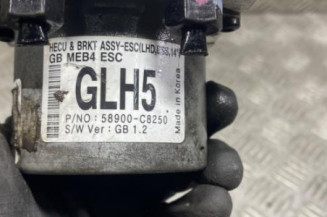 HECU & BRKT ASSY-ESC(LHD,ESS,14")
GB MEB4 ESC
GLH5
P/NO : 58900-C8250
S/W Ver : GB 1.2
Made in Korea